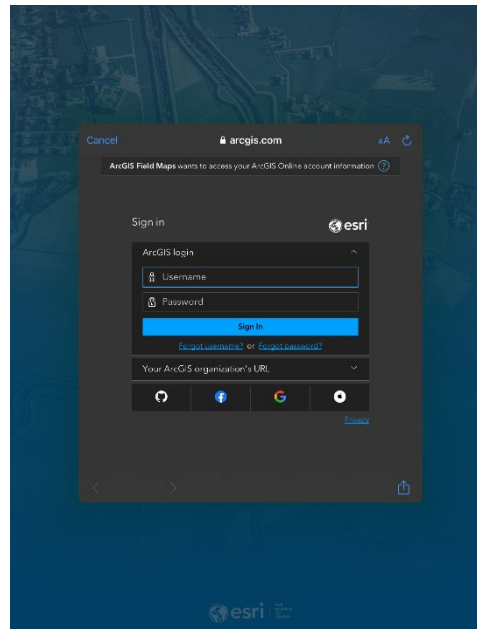 Cancel
arcgis.com
AA
ArcGIS Field Maps wants to access your ArcGIS Online account information ?
Sign in
esri
ArcGIS login
Username
Password
Sign In
Forgot username? or Forgot password?
Your ArcGIS organization's URL
Privacy
esri